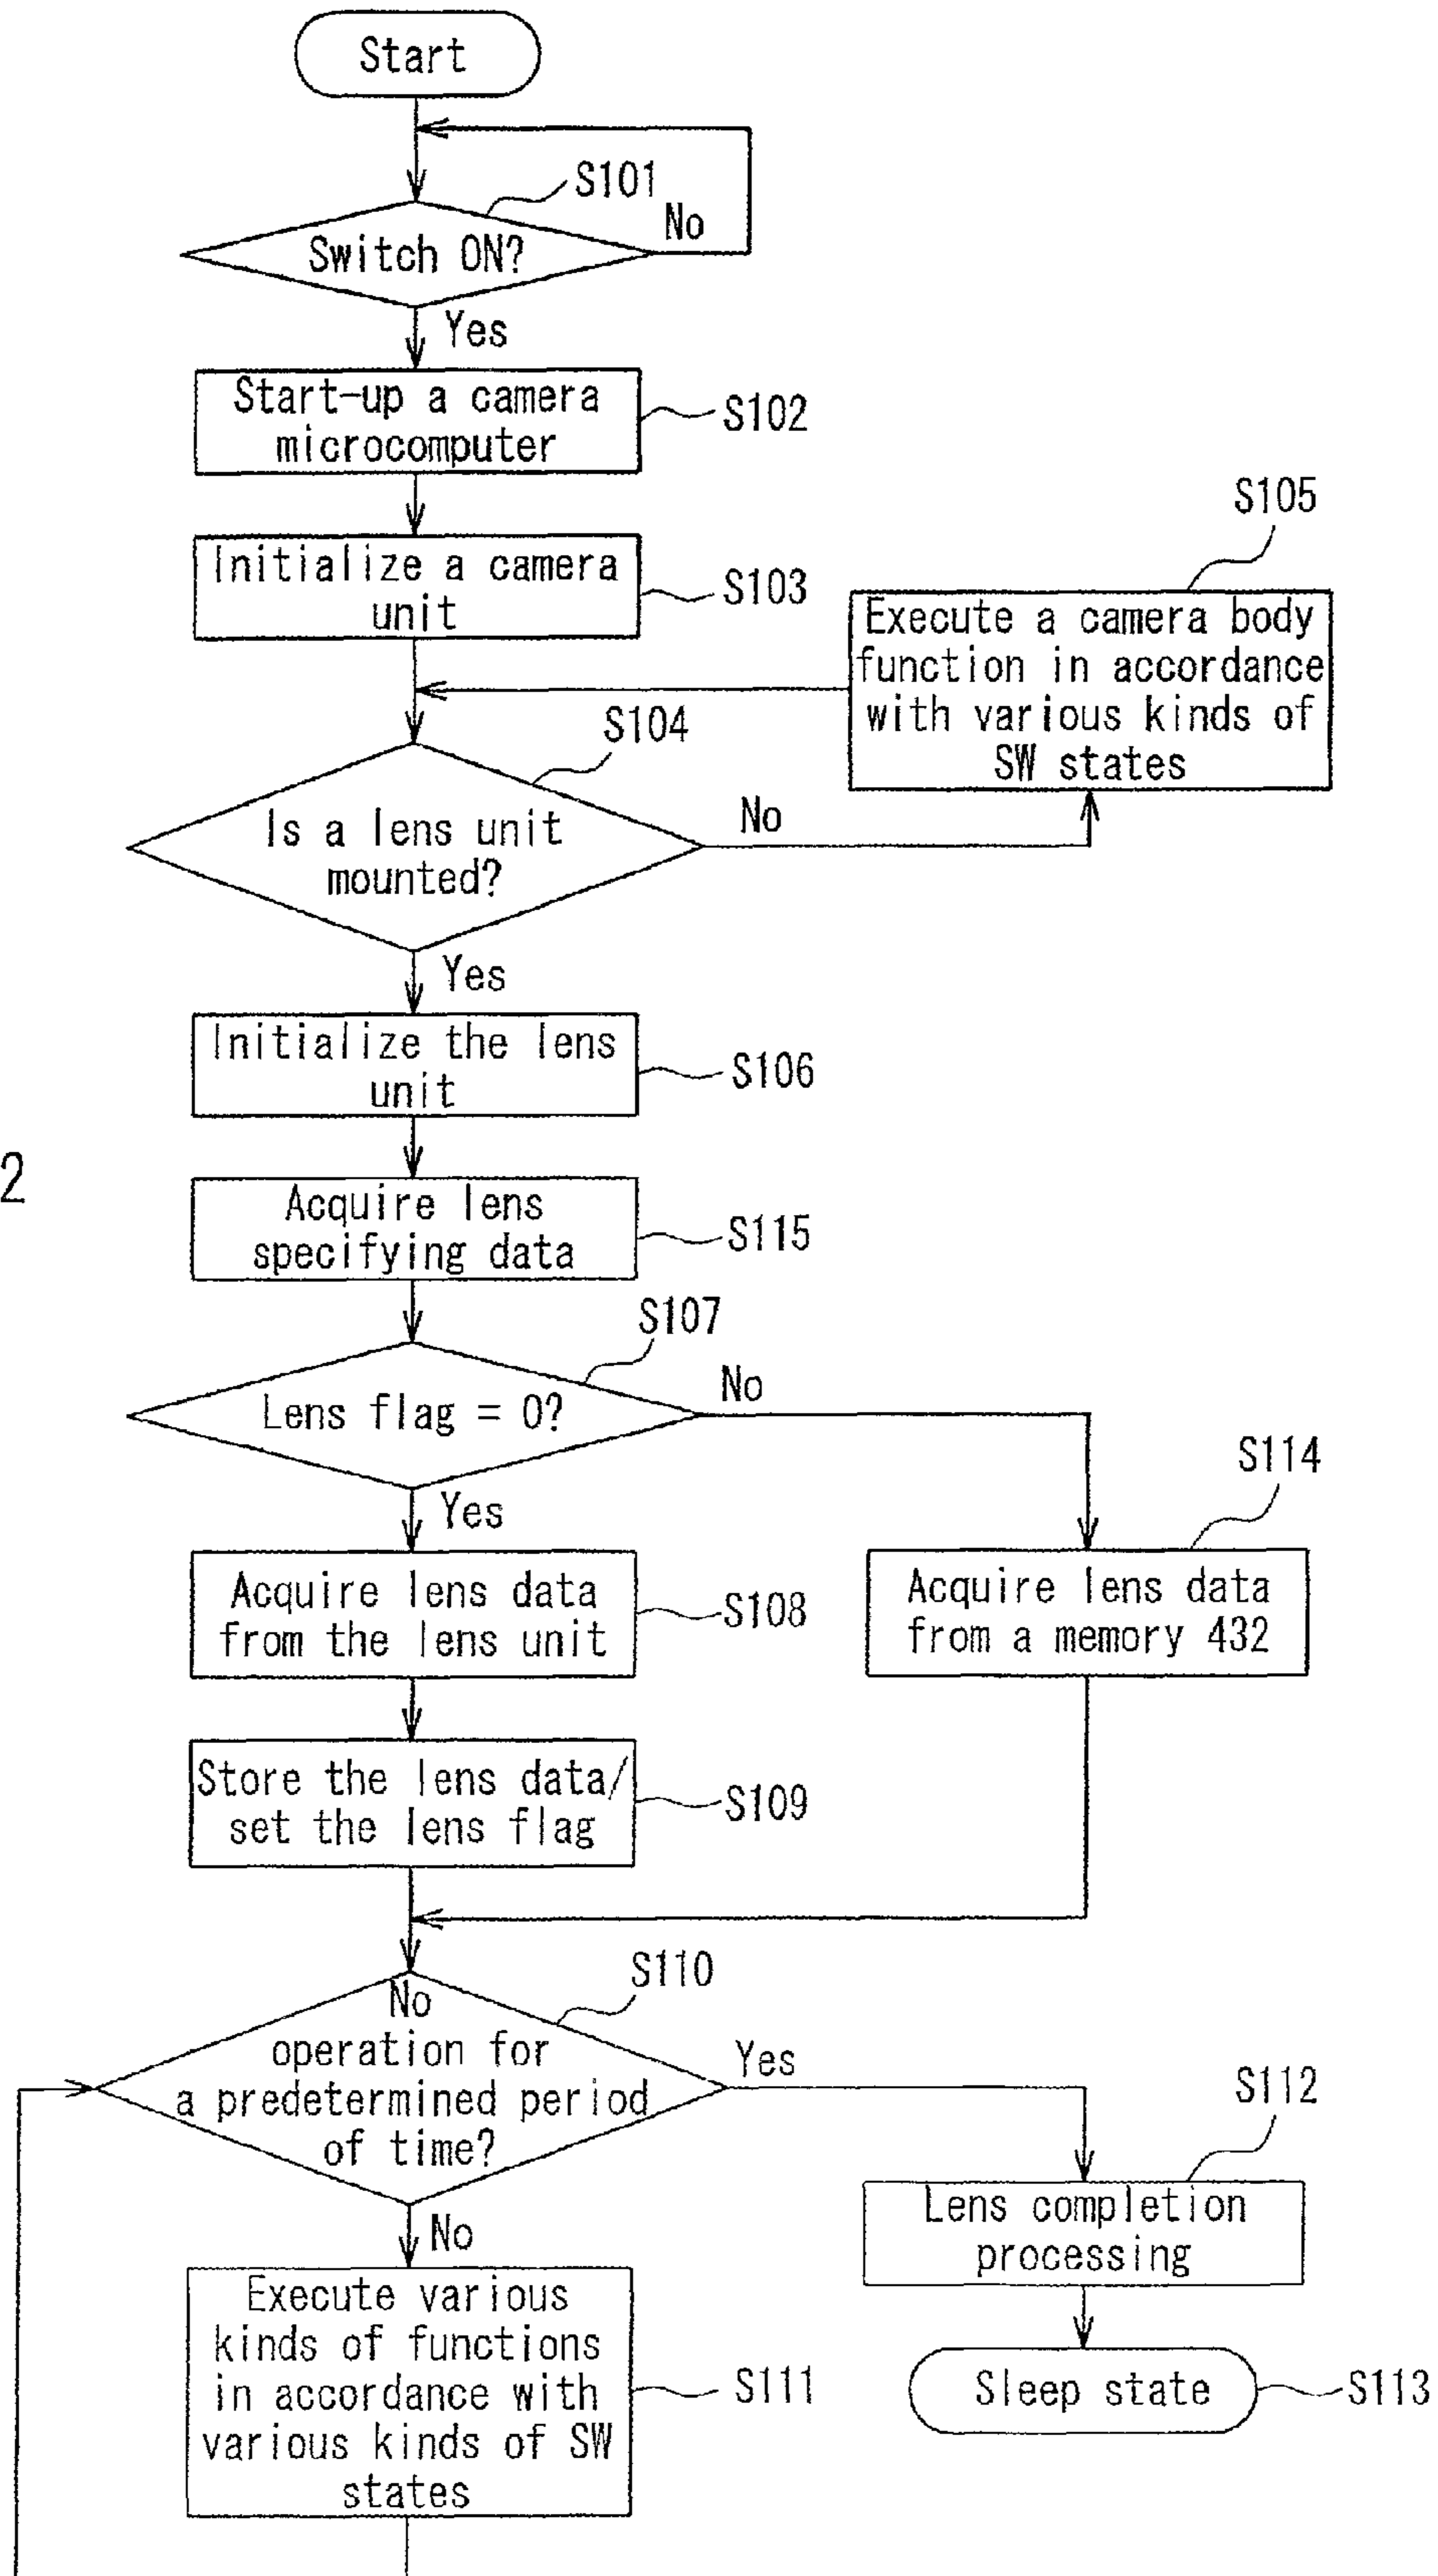 Start
S101
No
Switch ON?
Yes
Start-up a camera
microcomputer
S102
Initialize a camera
unit
S103
S105
Execute a camera body
function in accordance
with various kinds of
SW states
S104
Is a lens unit
mounted?
No
Yes
Initialize the lens
unit
S106
2
Acquire lens
specifying data
S115
S107
Lens flag = 0?
No
Yes
S114
Acquire lens data
from the lens unit
S108
Acquire lens data
from a memory 432
Store the lens data/
set the lens flag
S109
S110
No
operation for
a predetermined period
of time?
Yes
No
S112
Lens completion
processing
Execute various
kinds of functions
in accordance with
various kinds of SW
states
S111
Sleep state
S113